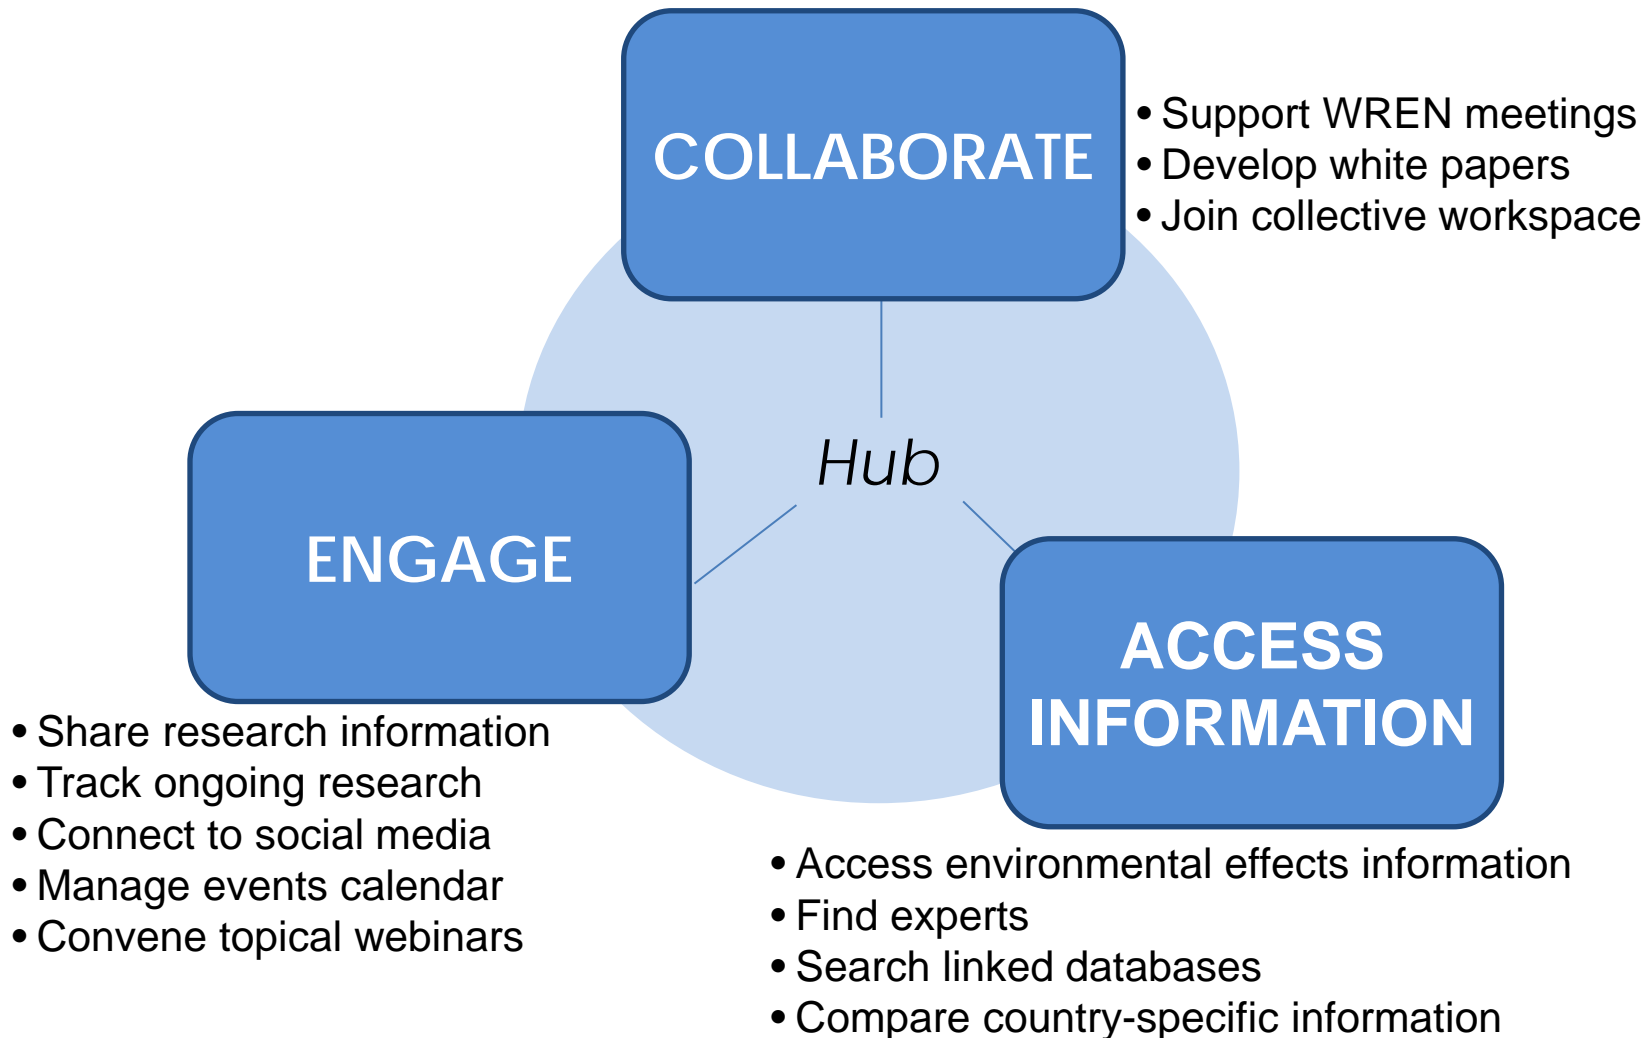 COLLABORATE
• Support WREN meetings
• Develop white papers
• Join collective workspace
Hub
ENGAGE
• Share research information
• Track ongoing research
• Connect to social media
• Manage events calendar
• Convene topical webinars
ACCESS
INFORMATION
• Access environmental effects information
• Find experts
• Search linked databases
• Compare country-specific information